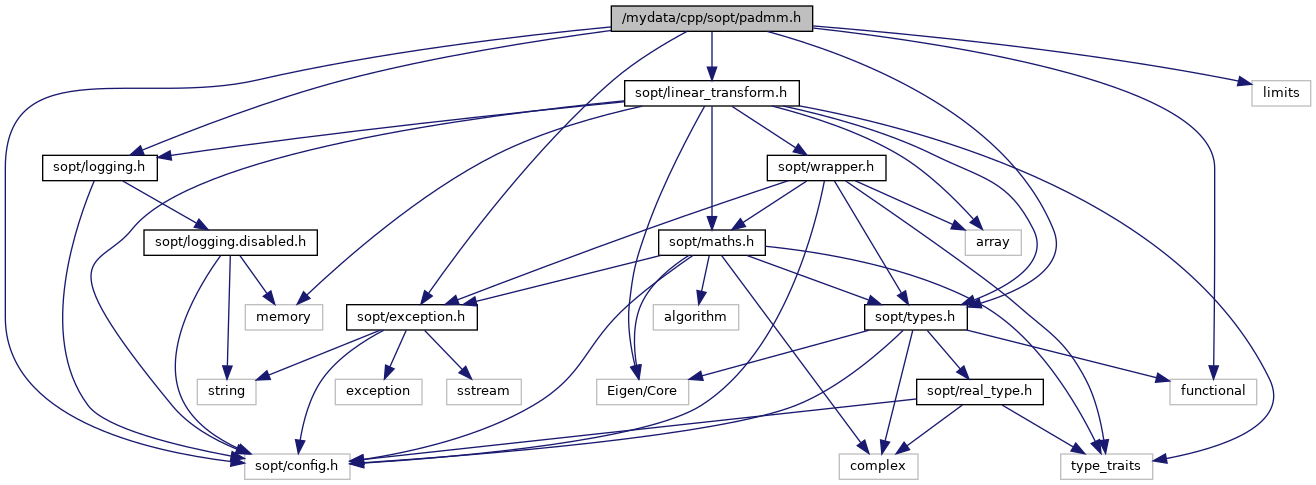 /mydata/cpp/sopt/padmm.h
sopt/linear_transform.h
limits
sopt/logging.h
sopt/wrapper.h
sopt/logging.disabled.h
sopt/maths.h
array
memory
sopt/exception.h
algorithm
sopt/types.h
string
exception
sstream
Eigen/Core
sopt/real_type.h
functional
sopt/config.h
complex
type_traits